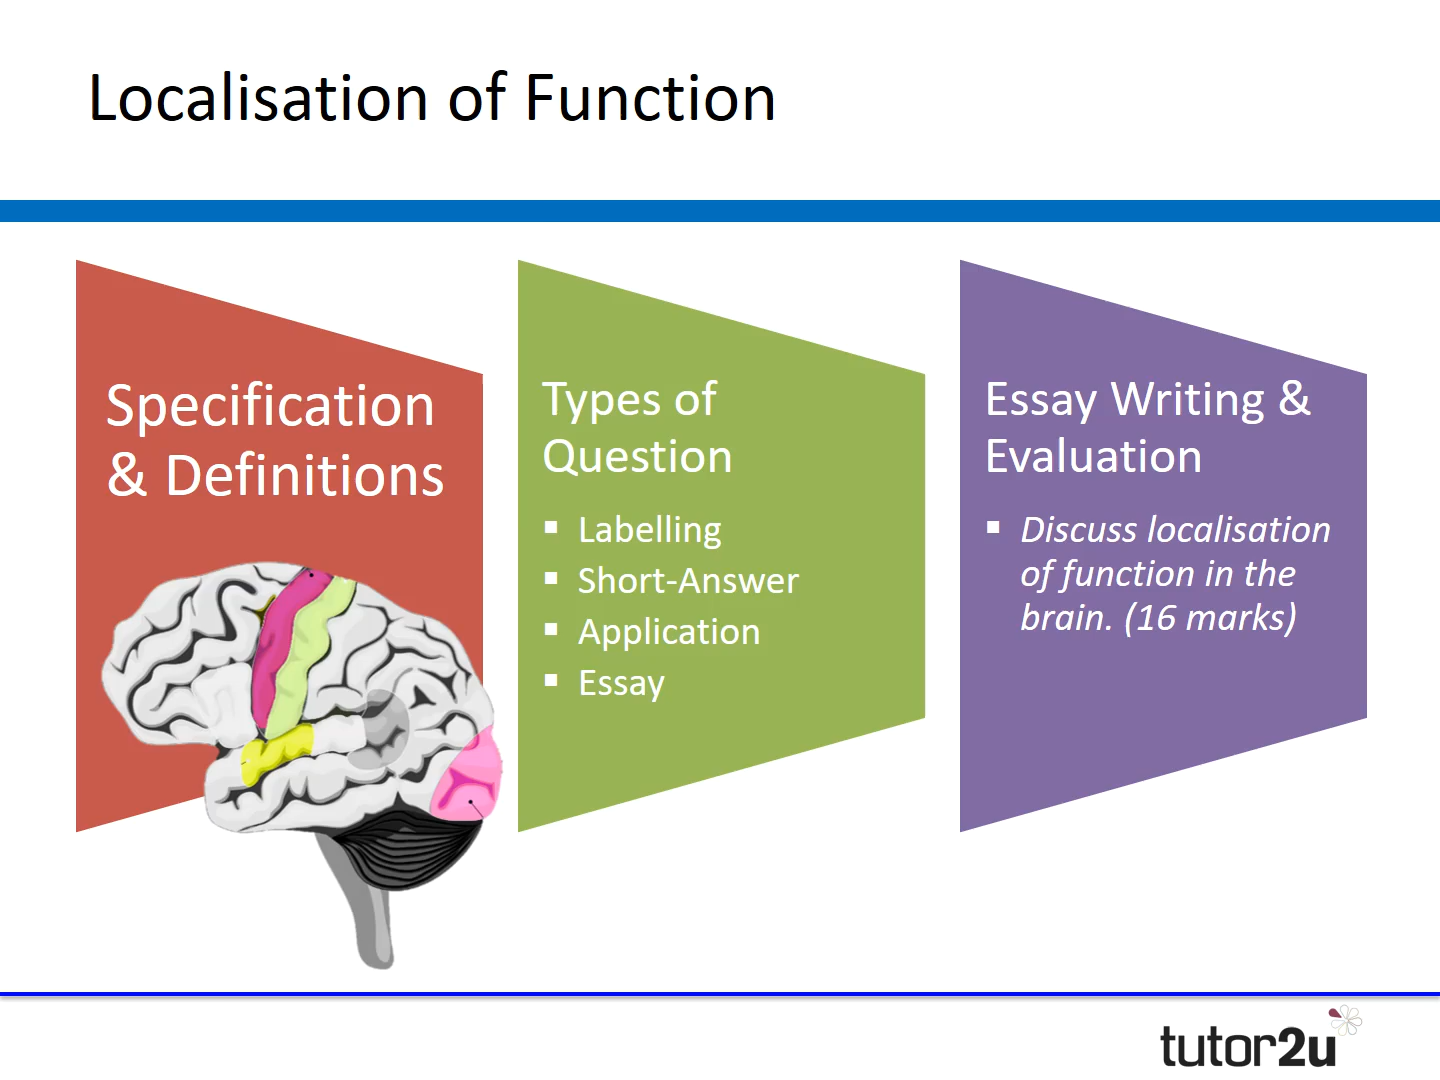 Localisation of Function
Specification
& Definitions
Types of
Question
▪ Labelling
▪ Short-Answer
▪ Application
▪ Essay
Essay Writing &
Evaluation
▪ Discuss localisation
of function in the
brain. (16 marks)
tutor2u